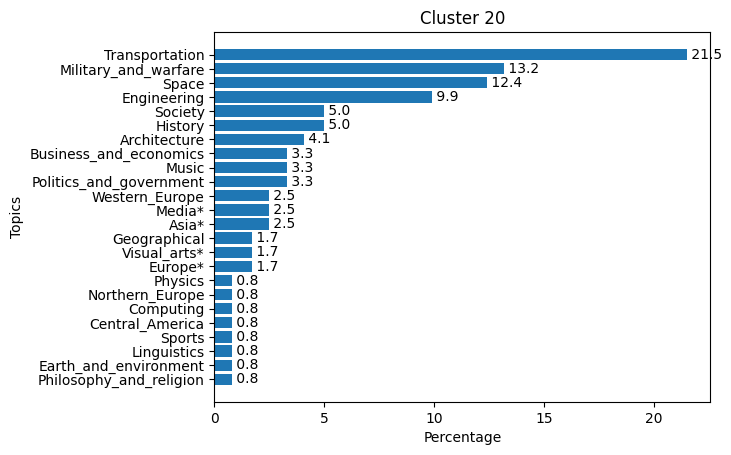 Cluster 20
Topics
Transportation 21.5
Military_and_warfare 13.2
Space 12.4
Engineering 9.9
Society 5.0
History 5.0
Architecture 4.1
Business_and_economics 3.3
Music 3.3
Politics_and_government 3.3
Western_Europe 2.5
Media* 2.5
Asia* 2.5
Geographical 1.7
Visual_arts* 1.7
Europe* 1.7
Physics 0.8
Northern_Europe 0.8
Computing 0.8
Central_America 0.8
Sports 0.8
Linguistics 0.8
Earth_and_environment 0.8
Philosophy_and_religion 0.8
0 5 10 15 20
Percentage